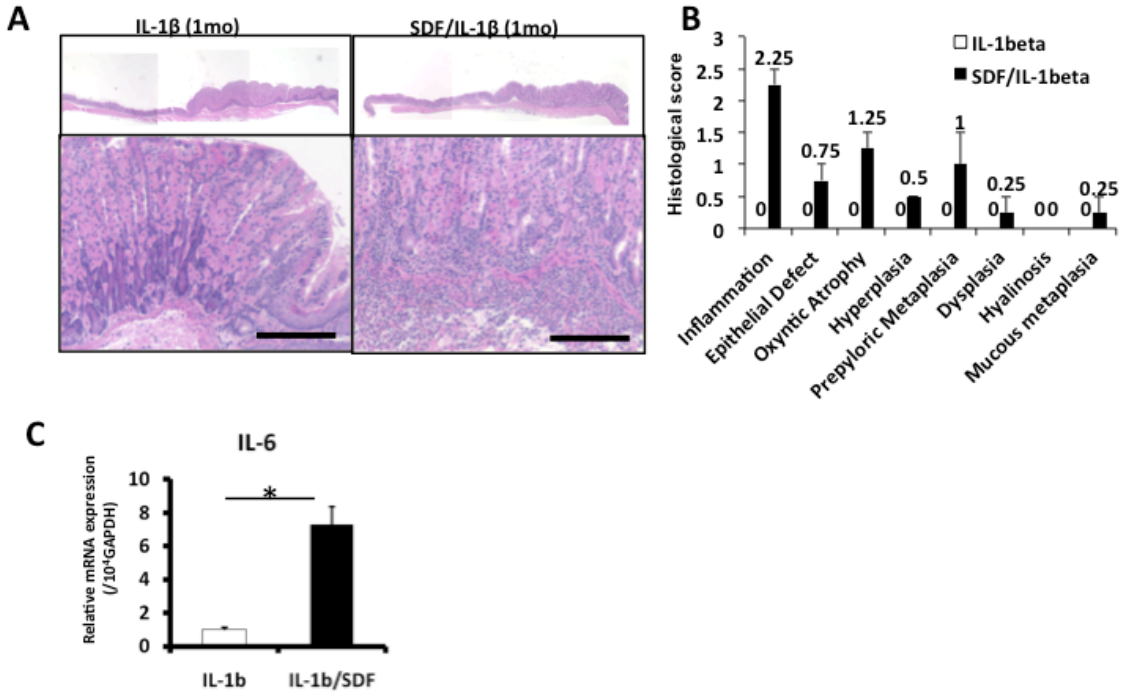 A
IL-1β (1mo)
SDF/IL-1β (1mo)
B
Histological score
3
2.5
2
1.5
1
0.5
0
IL-1beta
SDF/IL-1beta
2.25
0.75
1.25
0.5
1
0.25
0.25
0 0 0 0 0 0 0 0 0
Inflammation
Epithelial Defect
Oxyntic Atrophy
Hyperplasia
Prepyloric Metaplasia
Dysplasia
Hyalinosis
Mucous metaplasia
C
IL-6
Relative mRNA expression
(/10⁴GAPDH)
10
8
6
4
2
0
*
IL-1b
IL-1b/SDF